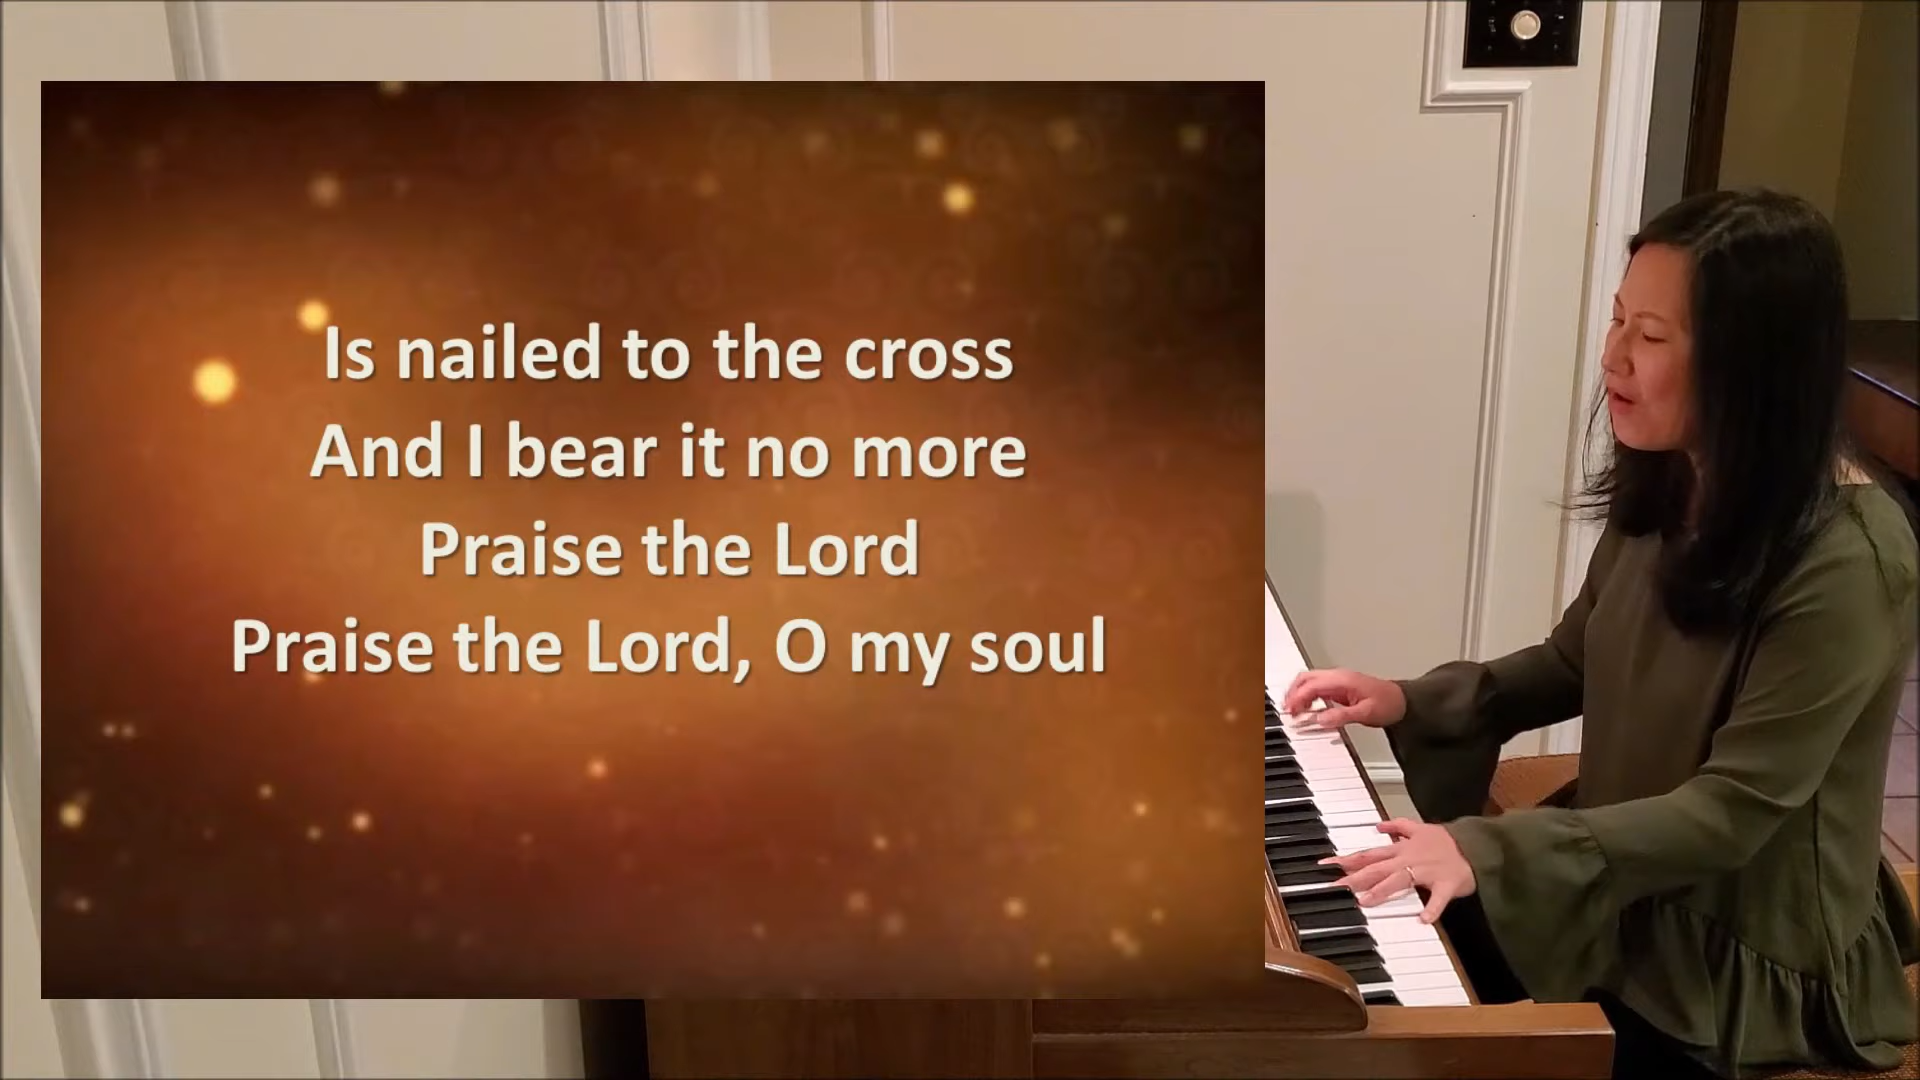 Is nailed to the cross
And I bear it no more
Praise the Lord
Praise the Lord, O my soul